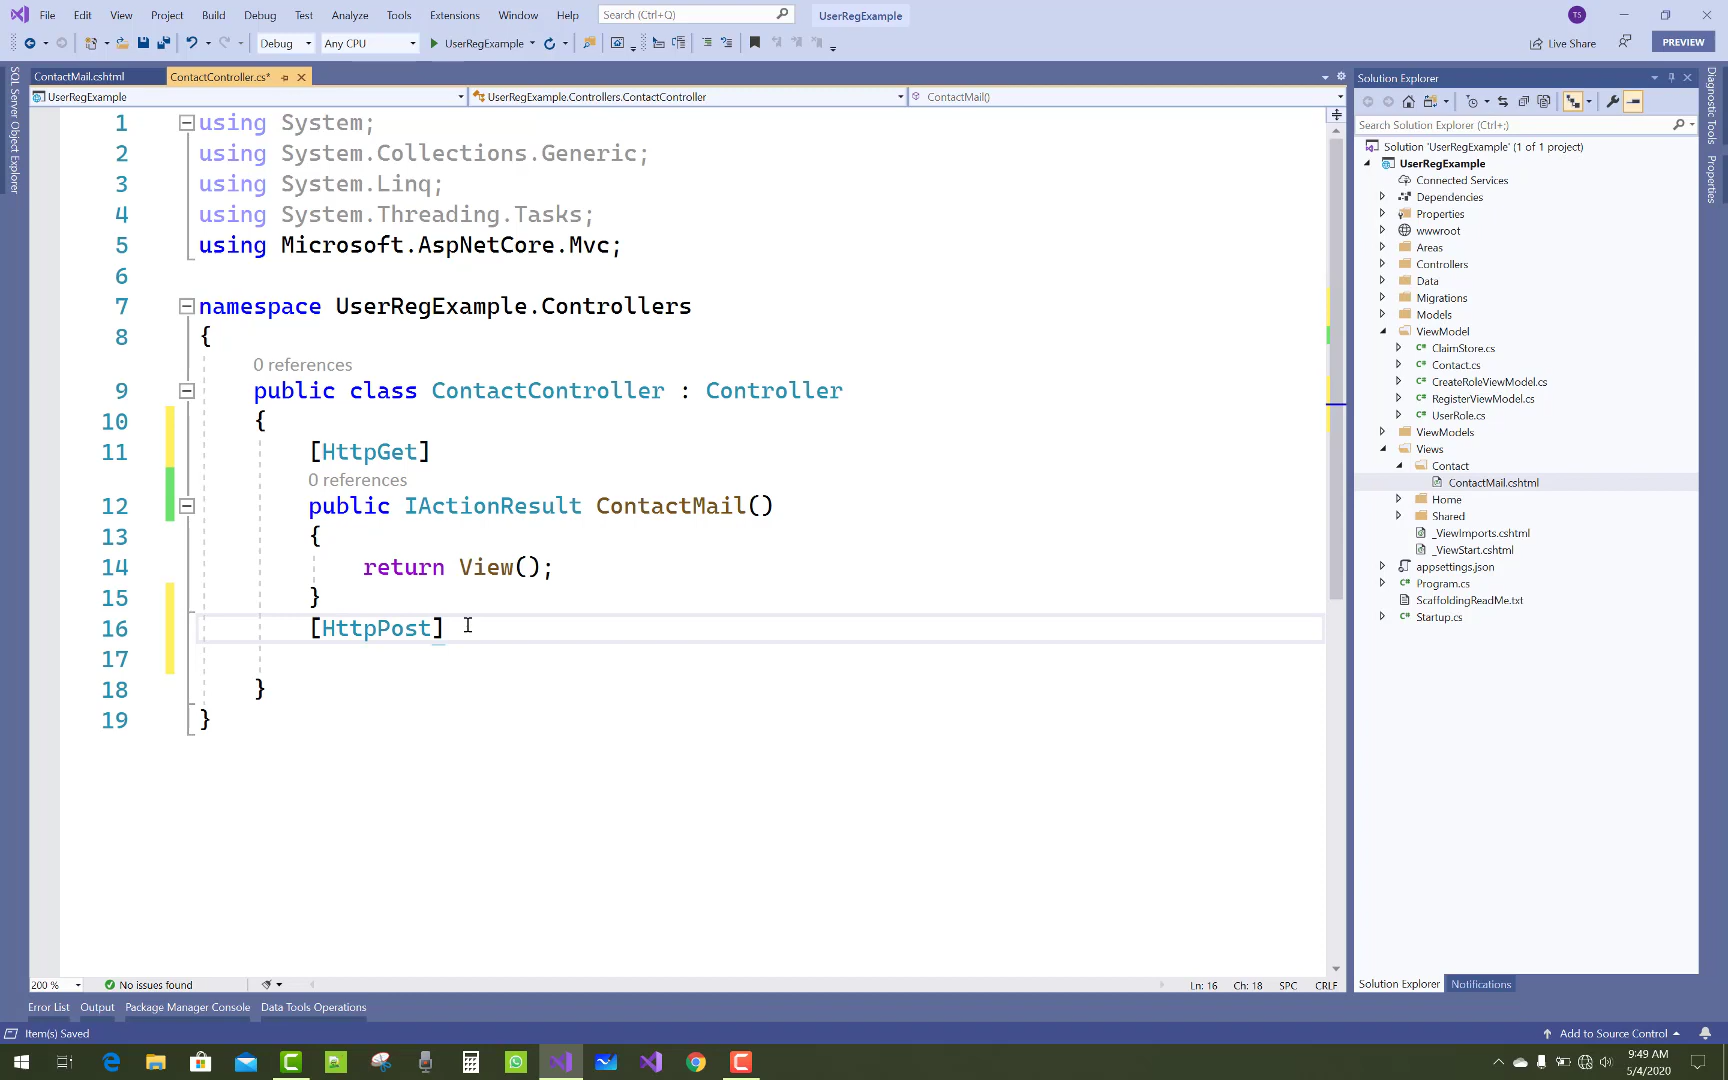 File Edit View Project Build Debug Test Analyze Tools Extensions Window Help Search (Ctrl+Q) UserRegExample TS
Debug Any CPU UserRegExample Live Share PREVIEW
ContactMail.cshtml ContactController.cs*
UserRegExample UserRegExample.Controllers.ContactController ContactMail()
SQL Server Object Explorer
1 using System;
2 using System.Collections.Generic;
3 using System.Linq;
4 using System.Threading.Tasks;
5 using Microsoft.AspNetCore.Mvc;
6
7 namespace UserRegExample.Controllers
8 {
0 references
9 public class ContactController : Controller
10 {
11 [HttpGet]
0 references
12 public IActionResult ContactMail()
13 {
14 return View();
15 }
16 [HttpPost]
17
18 }
19 }
200 % No issues found Ln: 16 Ch: 18 SPC CRLF
Error List Output Package Manager Console Data Tools Operations
Solution Explorer
Search Solution Explorer (Ctrl+;)
Solution 'UserRegExample' (1 of 1 project)
UserRegExample
Connected Services
Dependencies
Properties
wwwroot
Areas
Controllers
Data
Migrations
Models
ViewModel
ClaimStore.cs
Contact.cs
CreateRoleViewModel.cs
RegisterViewModel.cs
UserRole.cs
ViewModels
Views
Contact
ContactMail.cshtml
Home
Shared
_ViewImports.cshtml
_ViewStart.cshtml
appsettings.json
Program.cs
ScaffoldingReadMe.txt
Startup.cs
Solution Explorer Notifications
Diagnostic Tools
Properties
Item(s) Saved Add to Source Control
9:49 AM
5/4/2020